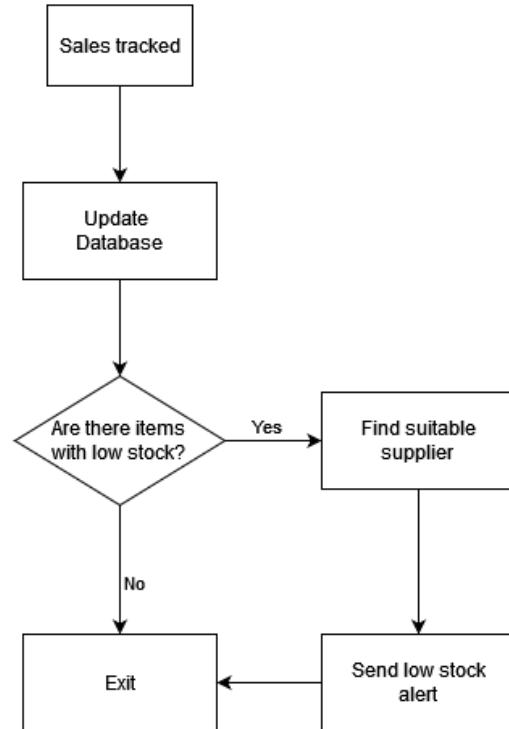 Sales tracked
Update
Database
Are there items
with low stock?
Yes
Find suitable
supplier
No
Exit
Send low stock
alert